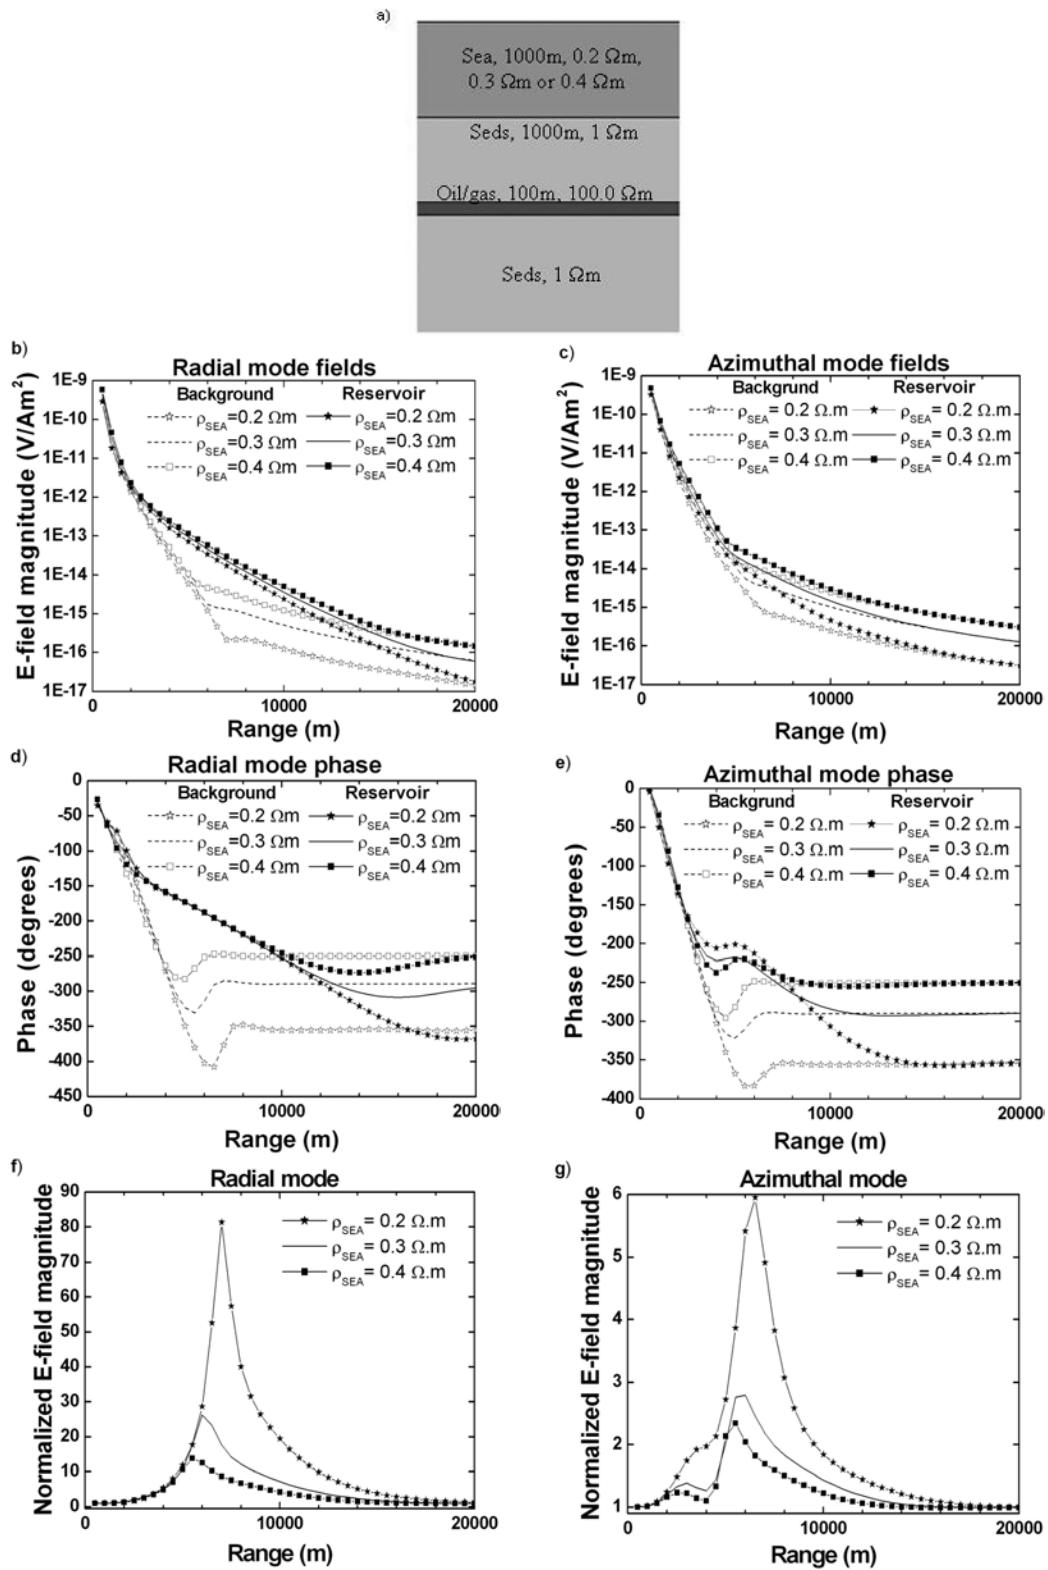 a)
Sea, 1000m, 0.2 Ωm,
0.3 Ωm or 0.4 Ωm
Seds, 1000m, 1 Ωm
Oil/gas, 100m, 100.0 Ωm
Seds, 1 Ωm
b)
Radial mode fields
Background Reservoir
ρSEA=0.2 Ωm ρSEA=0.2 Ωm
ρSEA=0.3 Ωm ρSEA=0.3 Ωm
ρSEA=0.4 Ωm ρSEA=0.4 Ωm
E-field magnitude (V/Am²)
1E-9
1E-10
1E-11
1E-12
1E-13
1E-14
1E-15
1E-16
1E-17
0 10000 20000
Range (m)
c)
Azimuthal mode fields
Background Reservoir
ρSEA= 0.2 Ω.m ρSEA= 0.2 Ω.m
ρSEA= 0.3 Ω.m ρSEA= 0.3 Ω.m
ρSEA= 0.4 Ω.m ρSEA= 0.4 Ω.m
E-field magnitude (V/Am²)
1E-9
1E-10
1E-11
1E-12
1E-13
1E-14
1E-15
1E-16
1E-17
0 10000 20000
Range (m)
d)
Radial mode phase
Background Reservoir
ρSEA=0.2 Ωm ρSEA=0.2 Ωm
ρSEA=0.3 Ωm ρSEA=0.3 Ωm
ρSEA=0.4 Ωm ρSEA=0.4 Ωm
Phase (degrees)
0
-50
-100
-150
-200
-250
-300
-350
-400
-450
0 10000 20000
Range (m)
e)
Azimuthal mode phase
Background Reservoir
ρSEA= 0.2 Ω.m ρSEA= 0.2 Ω.m
ρSEA= 0.3 Ω.m ρSEA= 0.3 Ω.m
ρSEA= 0.4 Ω.m ρSEA= 0.4 Ω.m
Phase (degrees)
0
-50
-100
-150
-200
-250
-300
-350
-400
0 10000 20000
Range (m)
f)
Radial mode
ρSEA= 0.2 Ω.m
ρSEA= 0.3 Ω.m
ρSEA= 0.4 Ω.m
Normalized E-field magnitude
90
80
70
60
50
40
30
20
10
0
0 10000 20000
Range (m)
g)
Azimuthal mode
ρSEA= 0.2 Ω.m
ρSEA= 0.3 Ω.m
ρSEA= 0.4 Ω.m
Normalized E-field magnitude
6
5
4
3
2
1
0 10000 20000
Range (m)